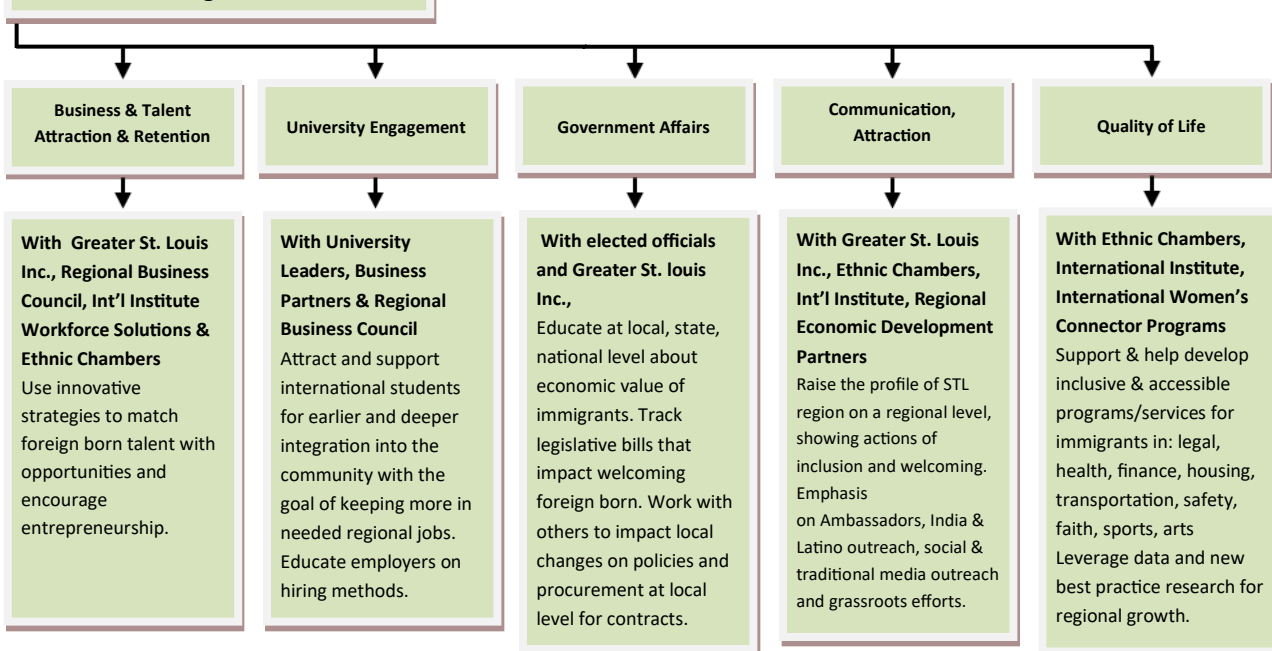 Business & Talent
Attraction & Retention
University Engagement
Government Affairs
Communication,
Attraction
Quality of Life
With Greater St. Louis
Inc., Regional Business
Council, Int'l Institute
Workforce Solutions &
Ethnic Chambers
Use innovative
strategies to match
foreign born talent with
opportunities and
encourage
entrepreneurship.
With University
Leaders, Business
Partners & Regional
Business Council
Attract and support
international students
for earlier and deeper
integration into the
community with the
goal of keeping more in
needed regional jobs.
Educate employers on
hiring methods.
With elected officials
and Greater St. louis
Inc.,
Educate at local, state,
national level about
economic value of
immigrants. Track
legislative bills that
impact welcoming
foreign born. Work with
others to impact local
changes on policies and
procurement at local
level for contracts.
With Greater St. Louis
Inc., Ethnic Chambers,
Int'l Institute, Regional
Economic Development
Partners
Raise the profile of STL
region on a regional level,
showing actions of
inclusion and welcoming.
Emphasis
on Ambassadors, India &
Latino outreach, social &
traditional media outreach
and grassroots efforts.
With Ethnic Chambers,
International Institute,
International Women's
Connector Programs
Support & help develop
inclusive & accessible
programs/services for
immigrants in: legal,
health, finance, housing,
transportation, safety,
faith, sports, arts
Leverage data and new
best practice research for
regional growth.